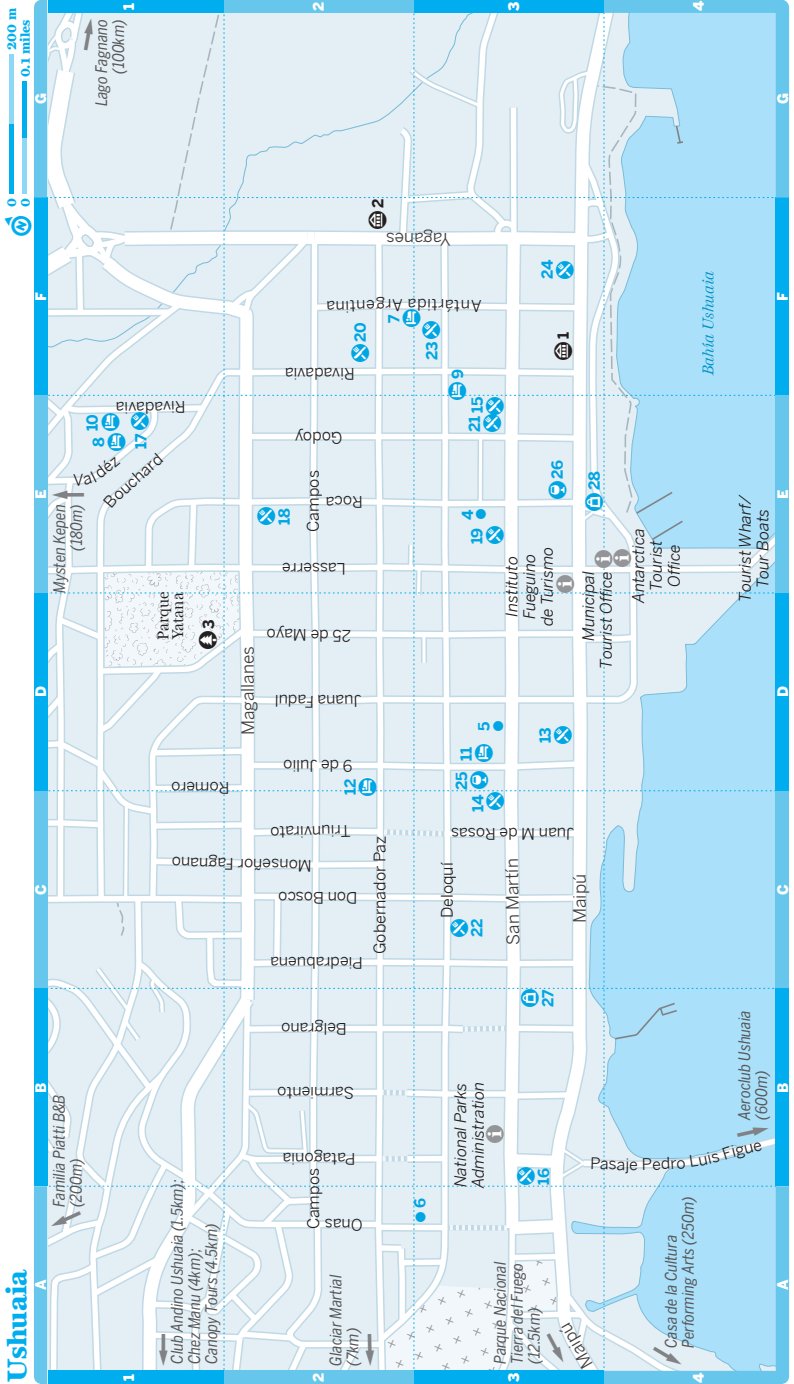 Ushuaia
0 200 m
0 0.1 miles
A
B
C
D
E
F
G
1
2
3
4
1
2
3
4
Familia Piatti B&B
(200m)
Club Andino Ushuaia (1.5km);
Chez Manu (4km);
Canopy Tours (4.5km)
Glaciar Martial
(7km)
Parque Nacional
Tierra del Fuego
(12.5km)
Maipú
Casa de la Cultura
Performing Arts (250m)
Aeroclub Ushuaia
(600m)
Pasaje Pedro Luis Figue
National Parks
Administration
Mysten Kepen
(180m)
Lago Fagnano
(100km)
Parque
Yatana
Valdéz
Bouchard
Rivadavia
Magallanes
Romero
Monseñor Fagnano
Campos
Campos
Onas
Patagonia
Sarmiento
Belgrano
Piedrabuena
Don Bosco
Triunvirato
9 de Julio
Juana Fadul
25 de Mayo
Lasserre
Roca
Godoy
Rivadavia
Antártida Argentina
Yaganes
Gobernador Paz
Deloquí
San Martín
Maipú
Juan M de Rosas
Instituto
Fueguino
de Turismo
Municipal
Tourist Office
Antarctica
Tourist
Office
Tourist Wharf/
Tour Boats
Bahía Ushuaia
1
2
3
4
5
6
7
8
9
10
11
12
13
14
15
16
17
18
19
20
21
22
23
24
25
26
27
28